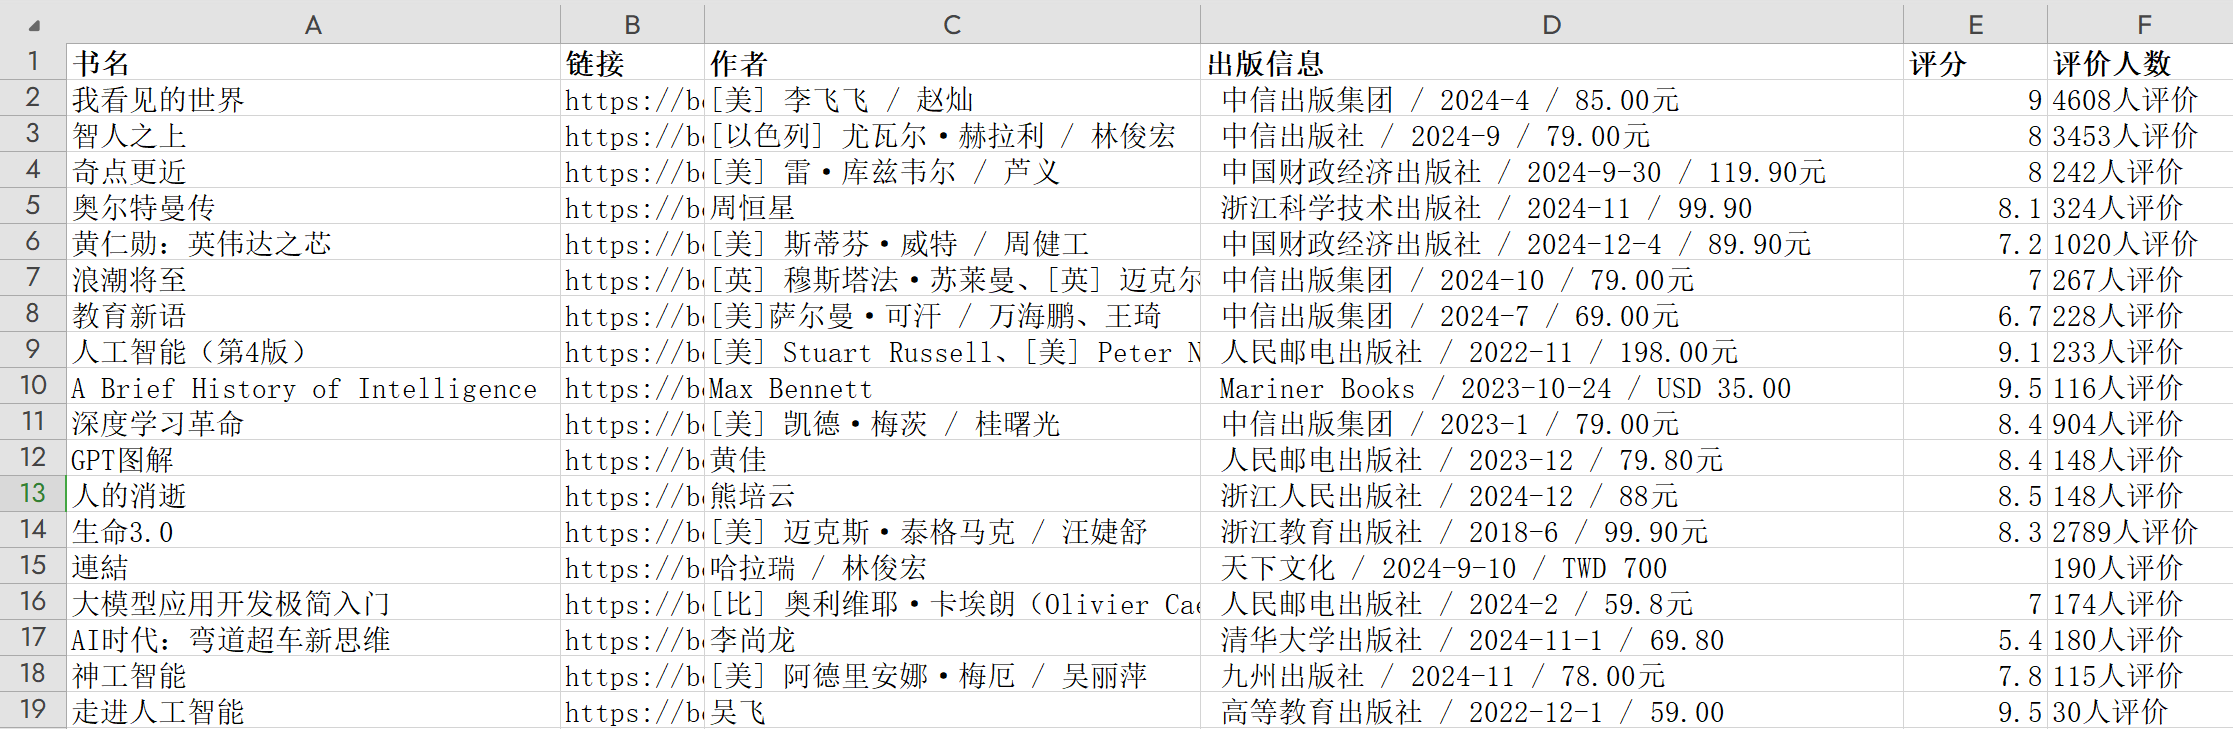 A B C D E F
1 书名 链接 作者 出版信息 评分 评价人数
2 我看见的世界 https://bo [美] 李飞飞 / 赵灿 中信出版集团 / 2024-4 / 85.00元 9 4608人评价
3 智人之上 https://bo [以色列] 尤瓦尔·赫拉利 / 林俊宏 中信出版社 / 2024-9 / 79.00元 8 3453人评价
4 奇点更近 https://bo [美] 雷·库兹韦尔 / 芦义 中国财政经济出版社 / 2024-9-30 / 119.90元 8 242人评价
5 奥尔特曼传 https://bo 周恒星 浙江科学技术出版社 / 2024-11 / 99.90 8.1 324人评价
6 黄仁勋：英伟达之芯 https://bo [美] 斯蒂芬·威特 / 周健工 中国财政经济出版社 / 2024-12-4 / 89.90元 7.2 1020人评价
7 浪潮将至 https://bo [英] 穆斯塔法·苏莱曼、[英] 迈克尔 中信出版集团 / 2024-10 / 79.00元 7 267人评价
8 教育新语 https://bo [美]萨尔曼·可汗 / 万海鹏、王琦 中信出版集团 / 2024-7 / 69.00元 6.7 228人评价
9 人工智能（第4版） https://bo [美] Stuart Russell、[美] Peter N 人民邮电出版社 / 2022-11 / 198.00元 9.1 233人评价
10 A Brief History of Intelligence https://bo Max Bennett Mariner Books / 2023-10-24 / USD 35.00 9.5 116人评价
11 深度学习革命 https://bo [美] 凯德·梅茨 / 桂曙光 中信出版集团 / 2023-1 / 79.00元 8.4 904人评价
12 GPT图解 https://bo 黄佳 人民邮电出版社 / 2023-12 / 79.80元 8.4 148人评价
13 人的消逝 https://bo 熊培云 浙江人民出版社 / 2024-12 / 88元 8.5 148人评价
14 生命3.0 https://bo [美] 迈克斯·泰格马克 / 汪婕舒 浙江教育出版社 / 2018-6 / 99.90元 8.3 2789人评价
15 連結 https://bo 哈拉瑞 / 林俊宏 天下文化 / 2024-9-10 / TWD 700 190人评价
16 大模型应用开发极简入门 https://bo [比] 奥利维耶·卡埃朗（Olivier Cae 人民邮电出版社 / 2024-2 / 59.8元 7 174人评价
17 AI时代：弯道超车新思维 https://bo 李尚龙 清华大学出版社 / 2024-11-1 / 69.80 5.4 180人评价
18 神工智能 https://bo [美] 阿德里安娜·梅厄 / 吴丽萍 九州出版社 / 2024-11 / 78.00元 7.8 115人评价
19 走进人工智能 https://bo 吴飞 高等教育出版社 / 2022-12-1 / 59.00 9.5 30人评价